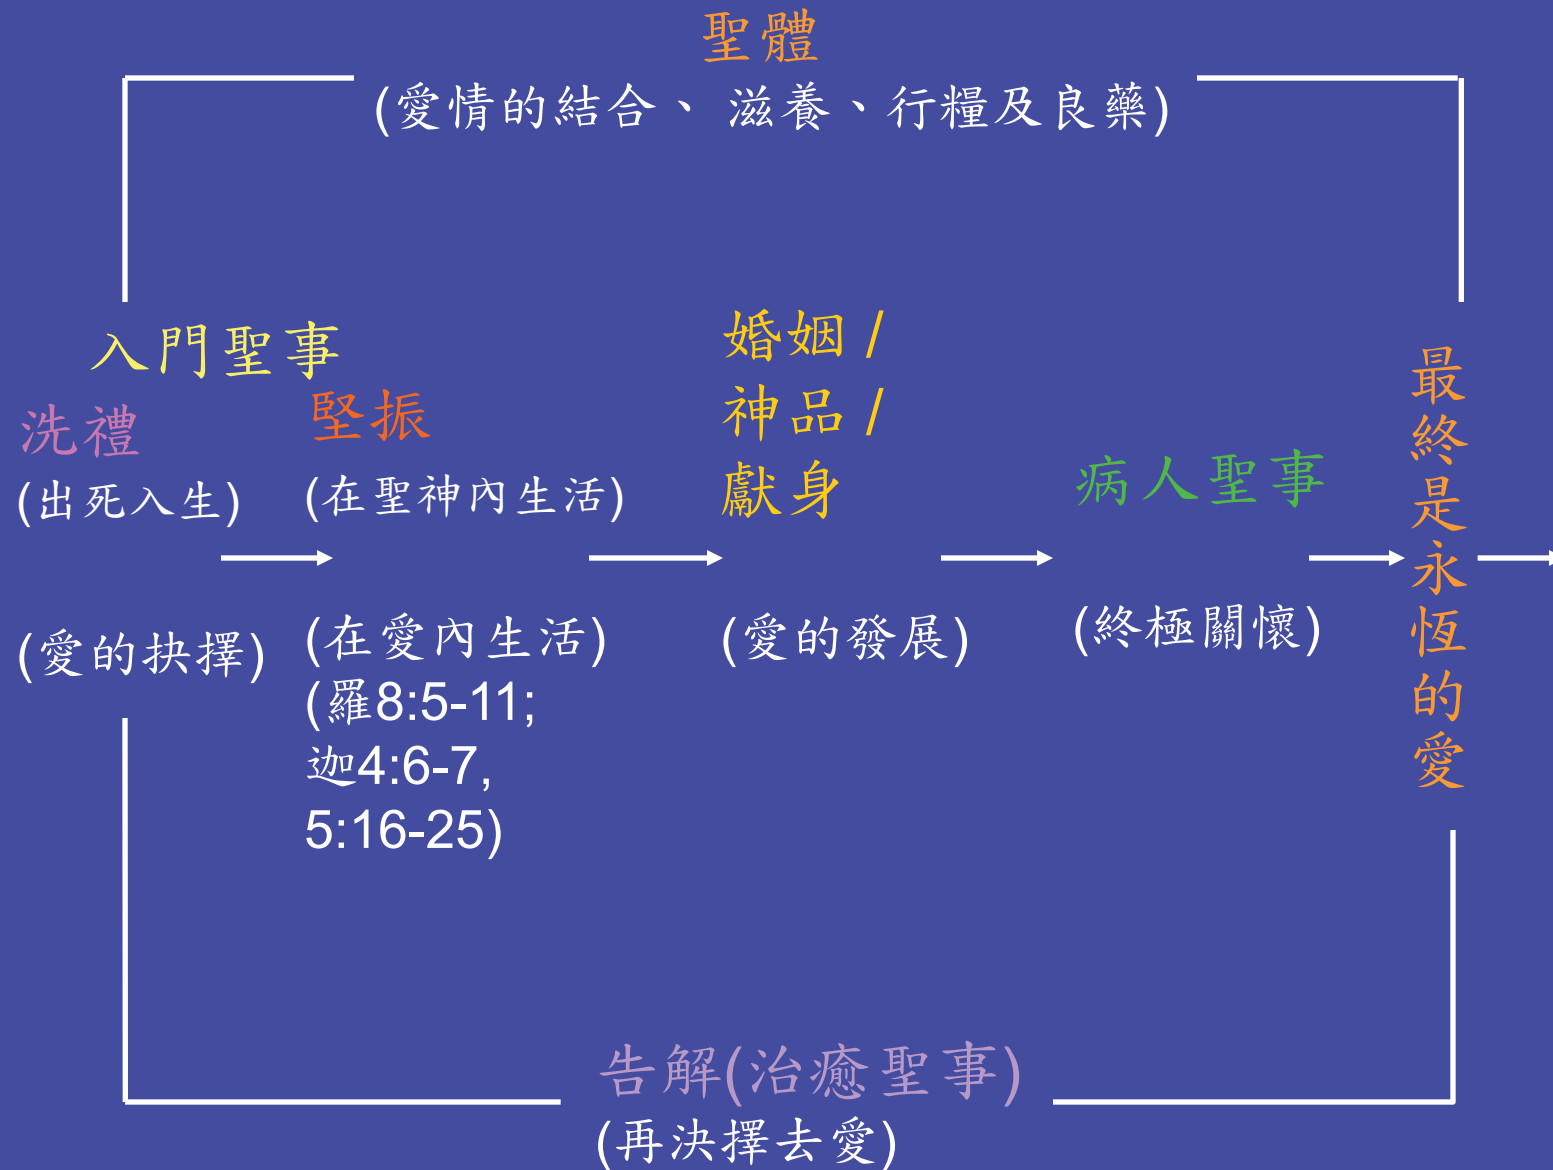 聖體
(愛情的結合、 滋養、行糧及良藥)
入門聖事
洗禮
(出死入生)
(愛的抉擇)
堅振
(在聖神內生活)
(在愛內生活)
(羅8:5-11;
迦4:6-7,
5:16-25)
婚姻 /
神品 /
獻身
(愛的發展)
病人聖事
(終極關懷)
最終是永恆的愛
告解(治癒聖事)
(再決擇去愛)